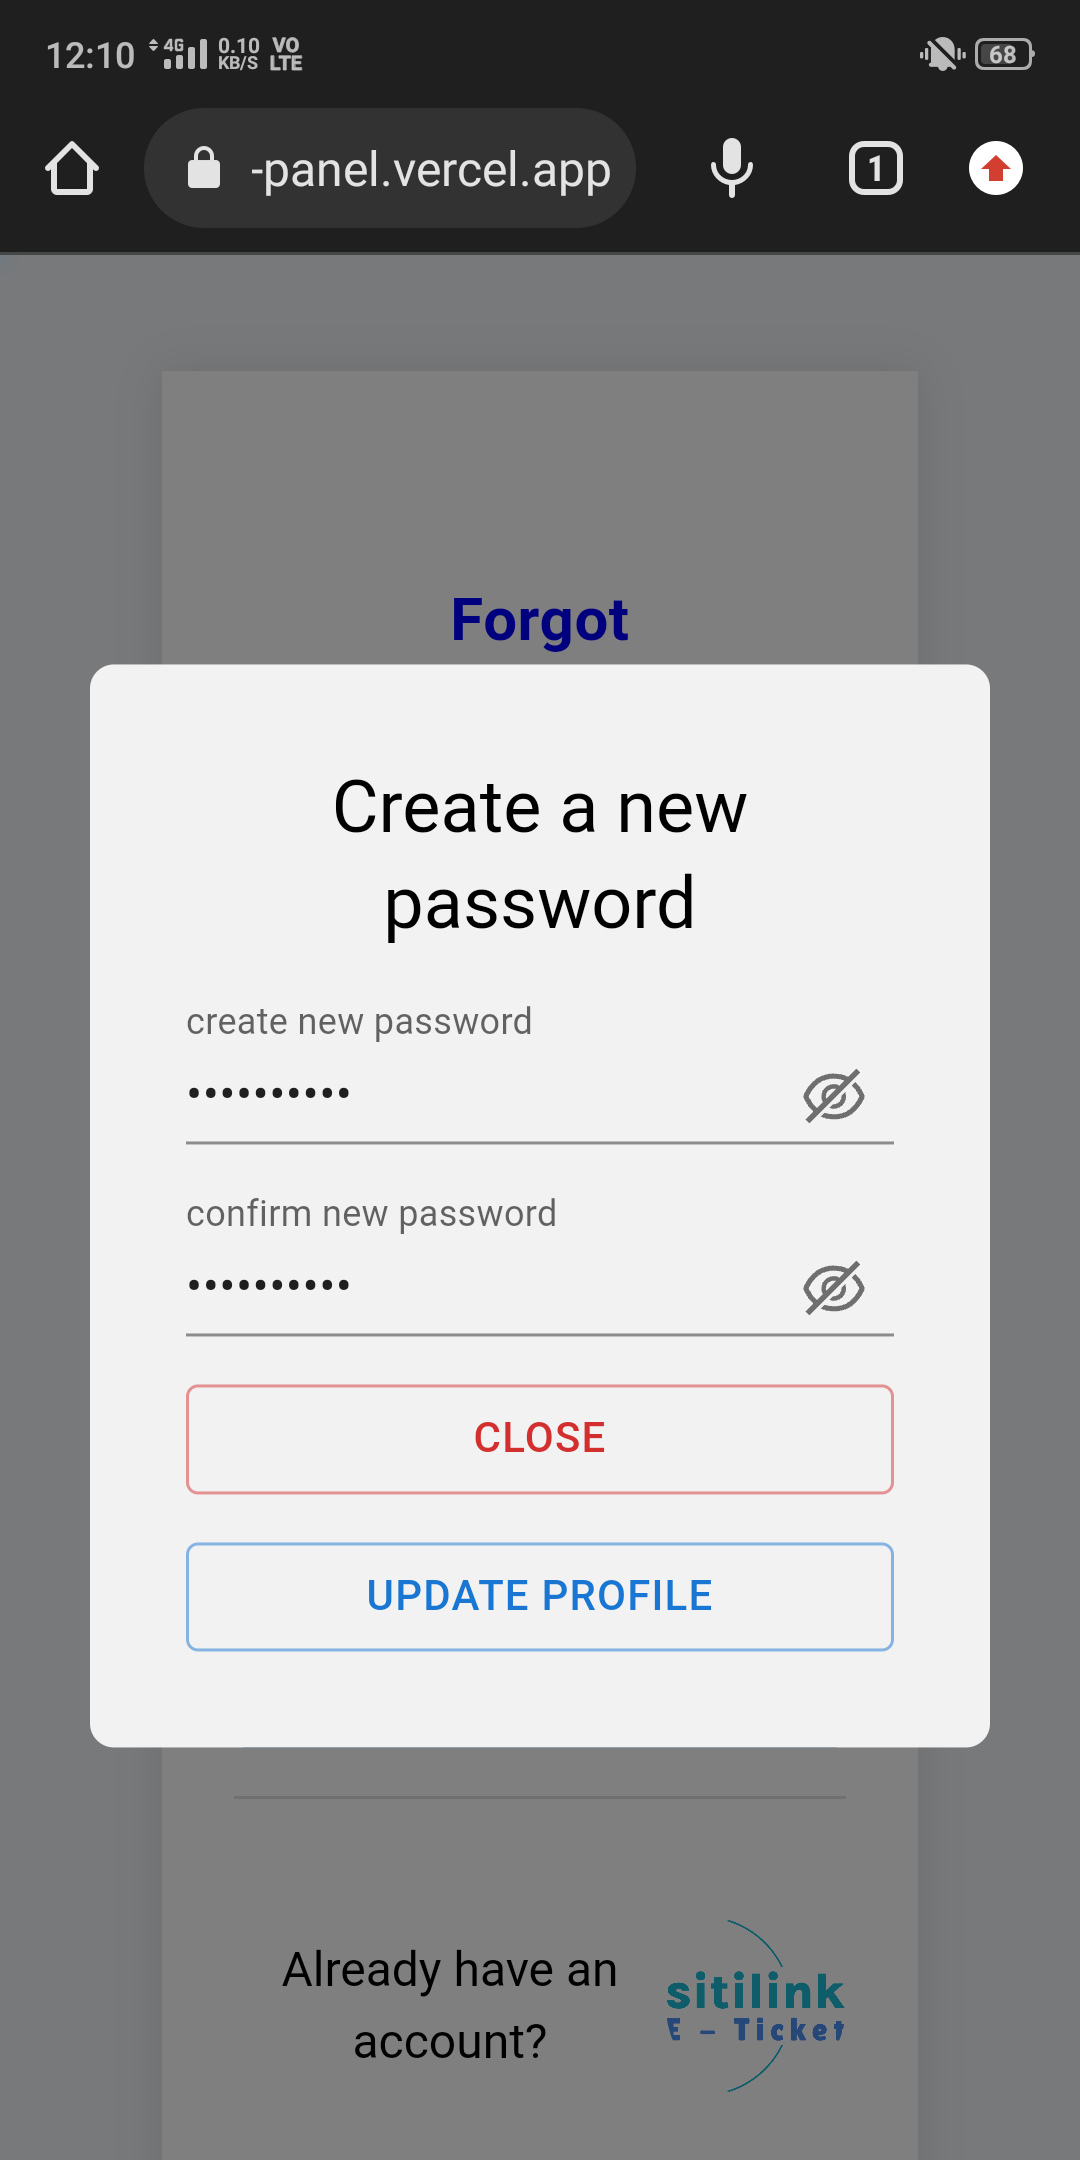 12:10 4G 0.10 KB/S VO LTE 68
-panel.vercel.app 1
Forgot
Create a new
password
create new password
••••••••••
confirm new password
••••••••••
CLOSE
UPDATE PROFILE
Already have an
account?
sitilink
E - Ticket